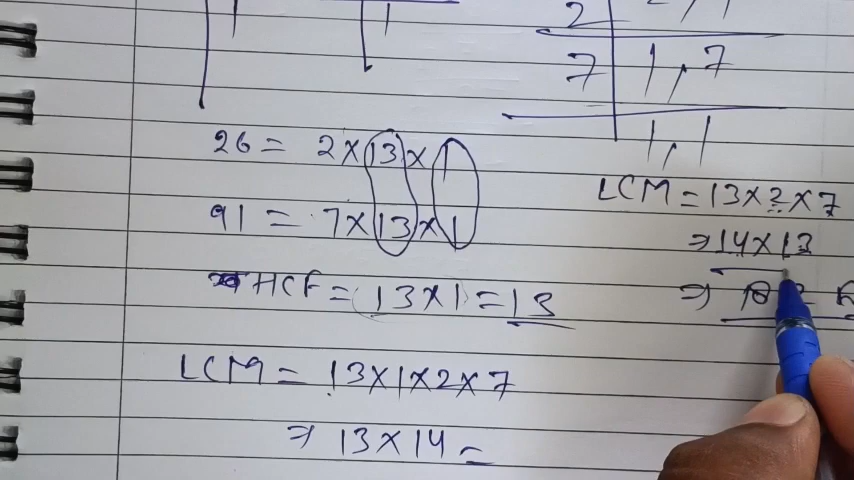 2
7 | 1, 7
1, 1
26 = 2 × 13 × 1
91 = 7 × 13 × 1
HCF = 13 × 1 = 13
LCM = 13 × 1 × 2 × 7
⇒ 13 × 14 =
LCM = 13 × 2 × 7
⇒ 14 × 13
⇒